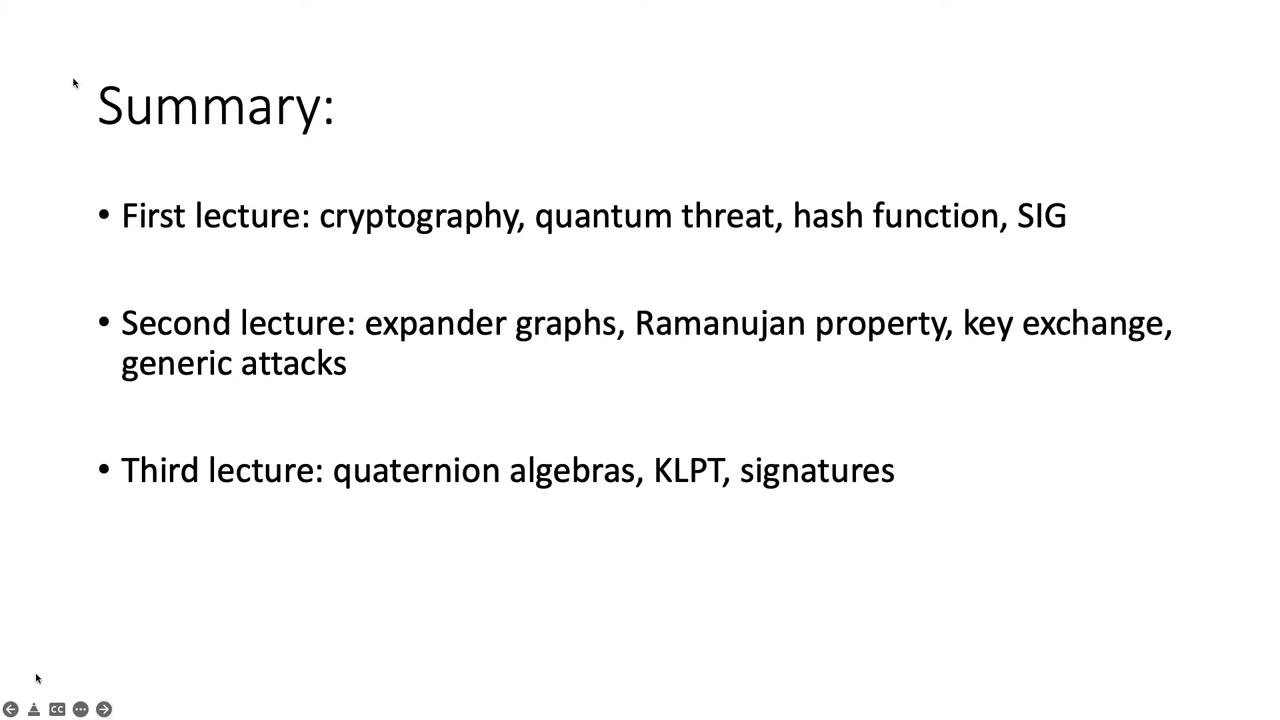 Summary:
• First lecture: cryptography, quantum threat, hash function, SIG
• Second lecture: expander graphs, Ramanujan property, key exchange,
generic attacks
• Third lecture: quaternion algebras, KLPT, signatures
CC